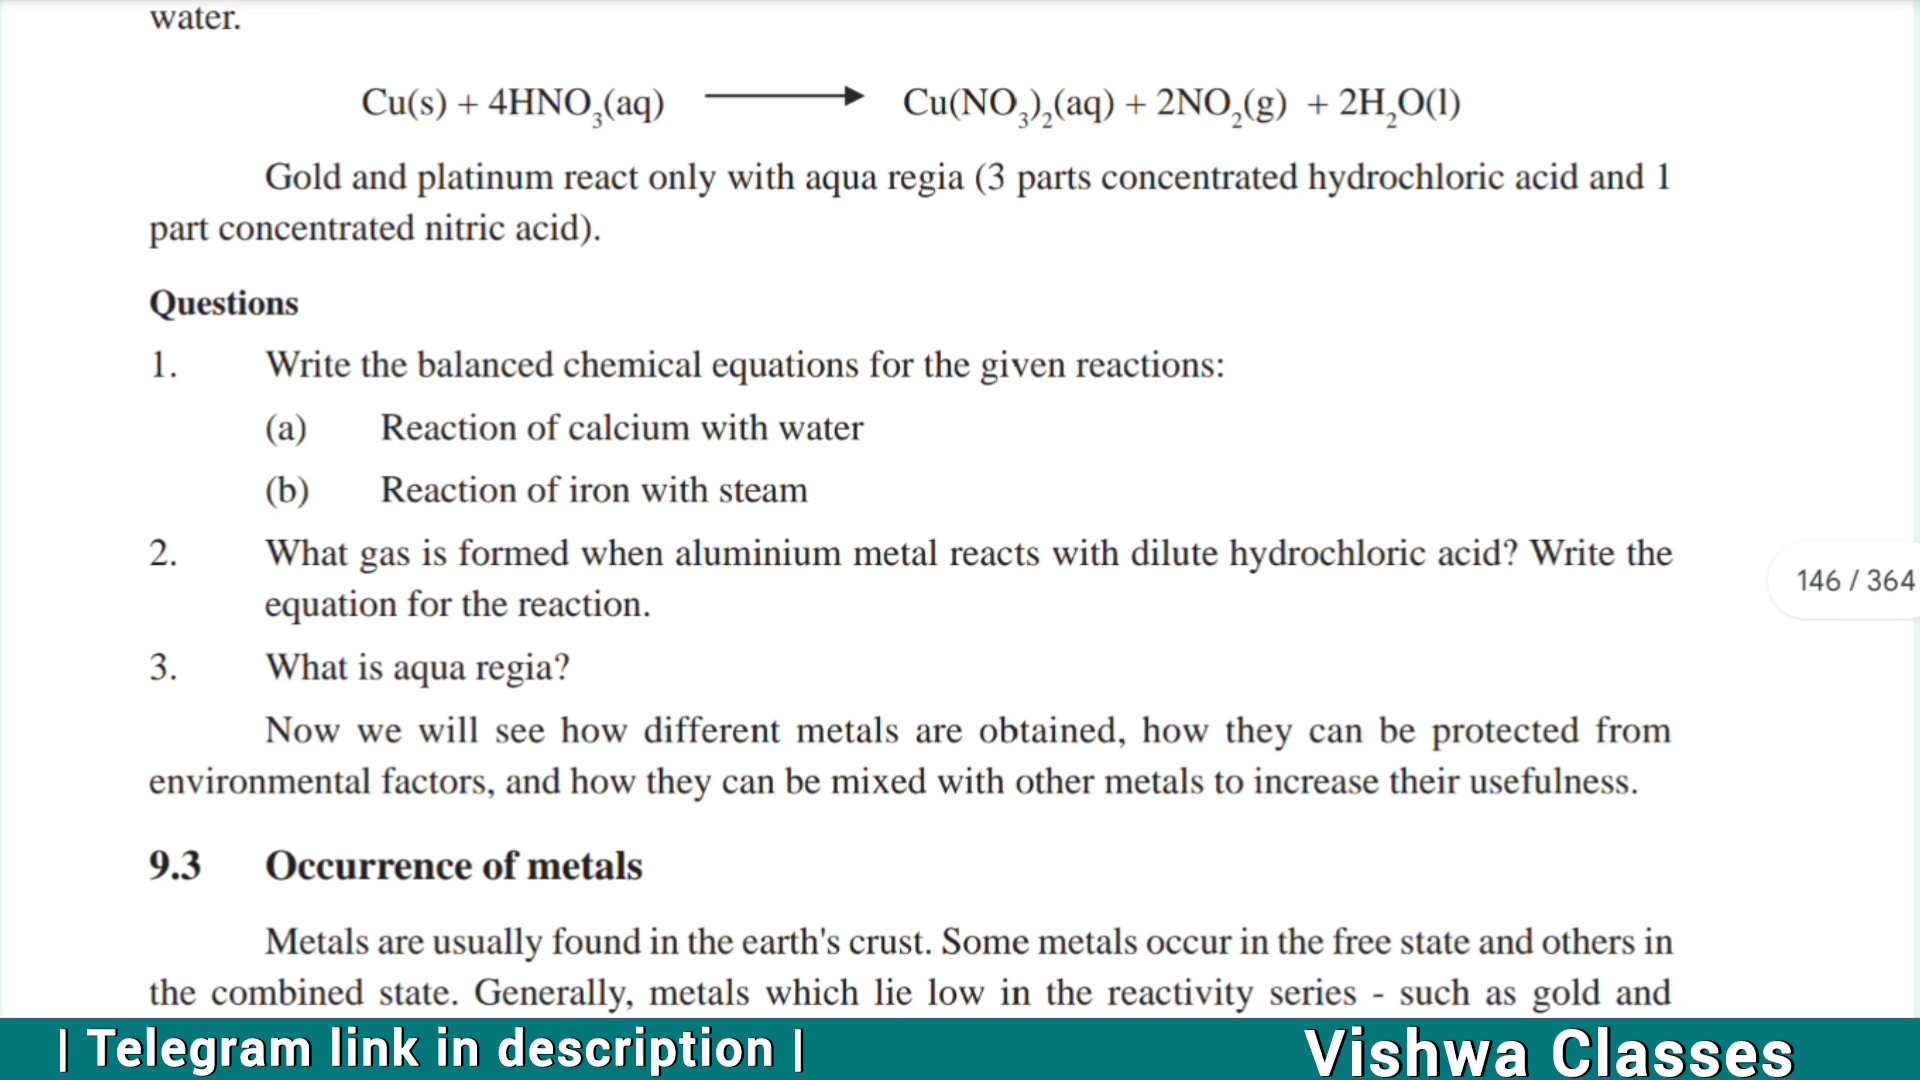 water.
Cu(s) + 4HNO₃(aq) ⟶ Cu(NO₃)₂(aq) + 2NO₂(g) + 2H₂O(l)
Gold and platinum react only with aqua regia (3 parts concentrated hydrochloric acid and 1
part concentrated nitric acid).
Questions
1. Write the balanced chemical equations for the given reactions:
(a) Reaction of calcium with water
(b) Reaction of iron with steam
2. What gas is formed when aluminium metal reacts with dilute hydrochloric acid? Write the
equation for the reaction.
146 / 364
3. What is aqua regia?
Now we will see how different metals are obtained, how they can be protected from
environmental factors, and how they can be mixed with other metals to increase their usefulness.
9.3 Occurrence of metals
Metals are usually found in the earth's crust. Some metals occur in the free state and others in
the combined state. Generally, metals which lie low in the reactivity series - such as gold and
| Telegram link in description | Vishwa Classes